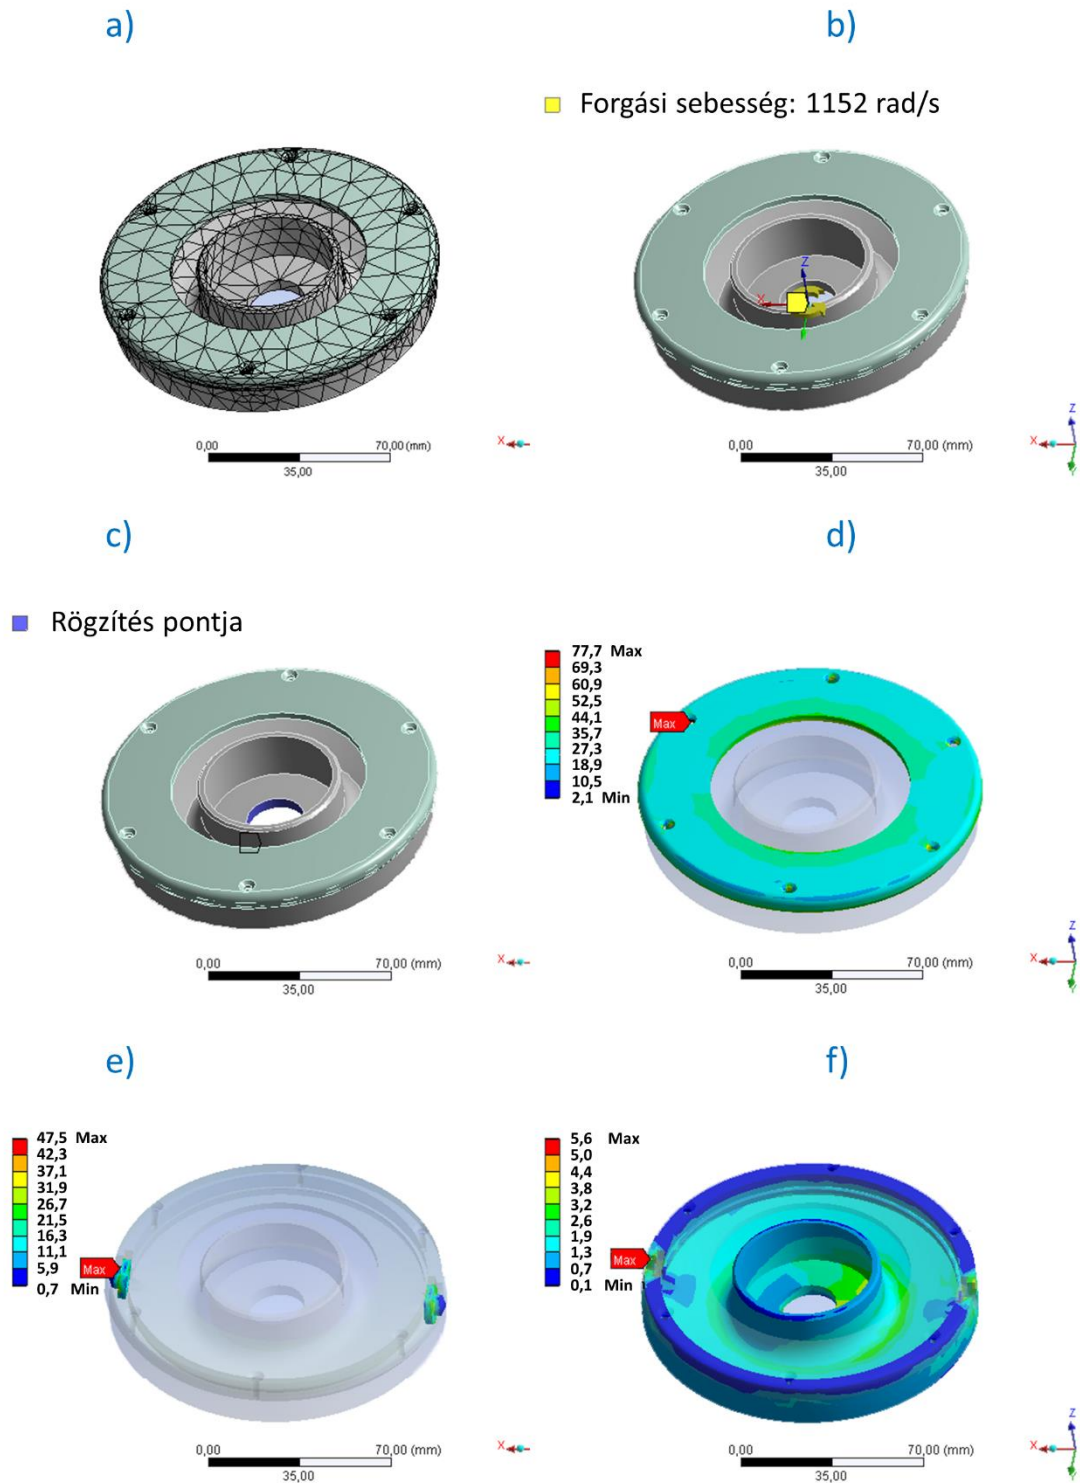 a)
b)
Forgási sebesség: 1152 rad/s
Z
X
0,00
70,00 (mm)
35,00
X
0,00
70,00 (mm)
35,00
Z
X
Y
c)
d)
Rögzítés pontja
77,7 Max
69,3
60,9
52,5
44,1
35,7
27,3
18,9
10,5
2,1 Min
Max
0,00
70,00 (mm)
35,00
X
0,00
70,00 (mm)
35,00
Z
X
Y
e)
f)
47,5 Max
42,3
37,1
31,9
26,7
21,5
16,3
11,1
5,9
0,7 Min
Max
5,6 Max
5,0
4,4
3,8
3,2
2,6
1,9
1,3
0,7
0,1 Min
Max
0,00
70,00 (mm)
35,00
X
0,00
70,00 (mm)
35,00
Z
X
Y